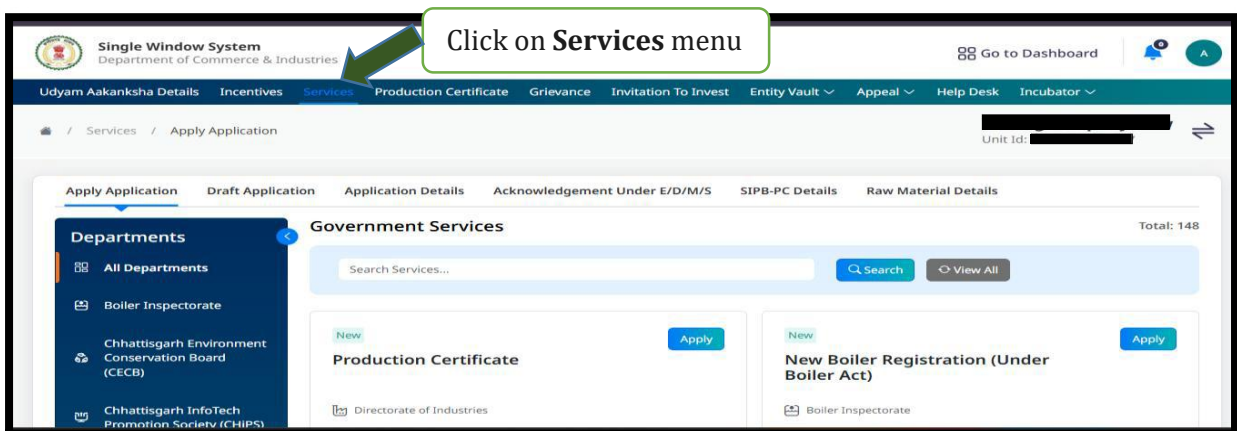 Click on Services menu
Single Window System
Department of Commerce & Industries
Go to Dashboard
0
A
Udyam Aakanksha Details Incentives Services Production Certificate Grievance Invitation To Invest Entity Vault Appeal Help Desk Incubator
/ Services / Apply Application
Unit Id:
Apply Application Draft Application Application Details Acknowledgement Under E/D/M/S SIPB-PC Details Raw Material Details
Departments
All Departments
Boiler Inspectorate
Chhattisgarh Environment
Conservation Board
(CECB)
Chhattisgarh InfoTech
Promotion Society (CHiPS)
Government Services
Total: 148
Search Services...
Search
View All
New
Apply
Production Certificate
Directorate of Industries
New
Apply
New Boiler Registration (Under
Boiler Act)
Boiler Inspectorate